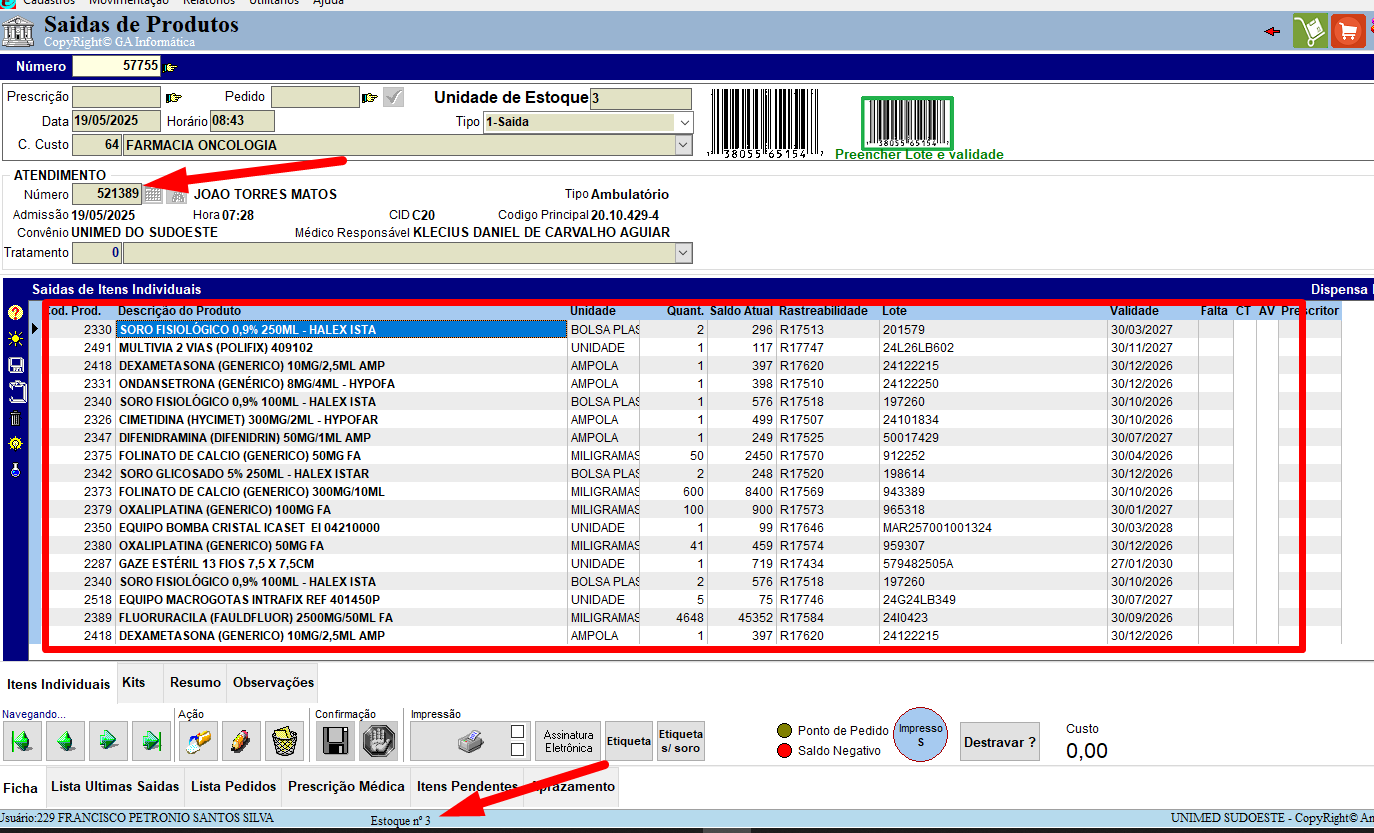 Cadastros Movimentação Relatórios Utilitários Ajuda
Saidas de Produtos
CopyRight© GA Informática
Número 57755
Prescrição Pedido Unidade de Estoque 3
Data 19/05/2025 Horário 08:43 Tipo 1-Saida
C. Custo 64 FARMACIA ONCOLOGIA
1 38055 65154 7
1 38055 65154 7
Preencher Lote e validade
ATENDIMENTO
Número 521389 JOAO TORRES MATOS Tipo Ambulatório
Admissão 19/05/2025 Hora 07:28 CID C20 Codigo Principal 20.10.429-4
Convênio UNIMED DO SUDOESTE Médico Responsável KLECIUS DANIEL DE CARVALHO AGUIAR
Tratamento 0
Saidas de Itens Individuais Dispensa
Cod. Prod. Descrição do Produto Unidade Quant. Saldo Atual Rastreabilidade Lote Validade Falta CT AV Prescritor
2330 SORO FISIOLÓGICO 0,9% 250ML - HALEX ISTA BOLSA PLAS 2 296 R17513 201579 30/03/2027
2491 MULTIVIA 2 VIAS (POLIFIX) 409102 UNIDADE 1 117 R17747 24L26LB602 30/11/2027
2418 DEXAMETASONA (GENERICO) 10MG/2,5ML AMP AMPOLA 1 397 R17620 24122215 30/12/2026
2331 ONDANSETRONA (GENÉRICO) 8MG/4ML - HYPOFA AMPOLA 1 398 R17510 24122250 30/12/2026
2340 SORO FISIOLÓGICO 0,9% 100ML - HALEX ISTA BOLSA PLAS 1 576 R17518 197260 30/10/2026
2326 CIMETIDINA (HYCIMET) 300MG/2ML - HYPOFAR AMPOLA 1 499 R17507 24101834 30/10/2026
2347 DIFENIDRAMINA (DIFENIDRIN) 50MG/1ML AMP AMPOLA 1 249 R17525 50017429 30/07/2027
2375 FOLINATO DE CALCIO (GENERICO) 50MG FA MILIGRAMAS 50 2450 R17570 912252 30/04/2026
2342 SORO GLICOSADO 5% 250ML - HALEX ISTAR BOLSA PLAS 2 248 R17520 198614 30/12/2026
2373 FOLINATO DE CALCIO (GENERICO) 300MG/10ML MILIGRAMAS 600 8400 R17569 943389 30/10/2026
2379 OXALIPLATINA (GENERICO) 100MG FA MILIGRAMAS 100 900 R17573 965318 30/01/2027
2350 EQUIPO BOMBA CRISTAL ICASET EI 04210000 UNIDADE 1 99 R17646 MAR257001001324 30/03/2028
2380 OXALIPLATINA (GENERICO) 50MG FA MILIGRAMAS 41 459 R17574 959307 30/12/2026
2287 GAZE ESTÉRIL 13 FIOS 7,5 X 7,5CM UNIDADE 1 719 R17434 579482505A 27/01/2030
2340 SORO FISIOLÓGICO 0,9% 100ML - HALEX ISTA BOLSA PLAS 2 576 R17518 197260 30/10/2026
2518 EQUIPO MACROGOTAS INTRAFIX REF 401450P UNIDADE 5 75 R17746 24G24LB349 30/07/2027
2389 FLUORURACILA (FAULDFLUOR) 2500MG/50ML FA MILIGRAMAS 4648 45352 R17584 24I0423 30/09/2026
2418 DEXAMETASONA (GENERICO) 10MG/2,5ML AMP AMPOLA 1 397 R17620 24122215 30/12/2026
Itens Individuais Kits Resumo Observações
Navegando... Ação Confirmação Impressão
Assinatura Eletrônica Etiqueta Etiqueta s/ soro
Ponto de Pedido
Saldo Negativo
Impresso
S
Destravar ?
Custo
0,00
Ficha Lista Ultimas Saidas Lista Pedidos Prescrição Médica Itens Pendentes Aprazamento
Usuário:229 FRANCISCO PETRONIO SANTOS SILVA Estoque nº 3 UNIMED SUDOESTE - CopyRight©